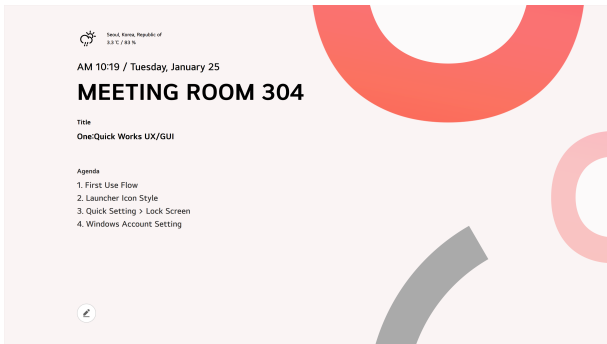 Seoul, Korea, Republic of
3.3˚C / 83 %
AM 10:19 / Tuesday, January 25
MEETING ROOM 304
Title
One:Quick Works UX/GUI
Agenda
1. First Use Flow
2. Launcher Icon Style
3. Quick Setting > Lock Screen
4. Windows Account Setting